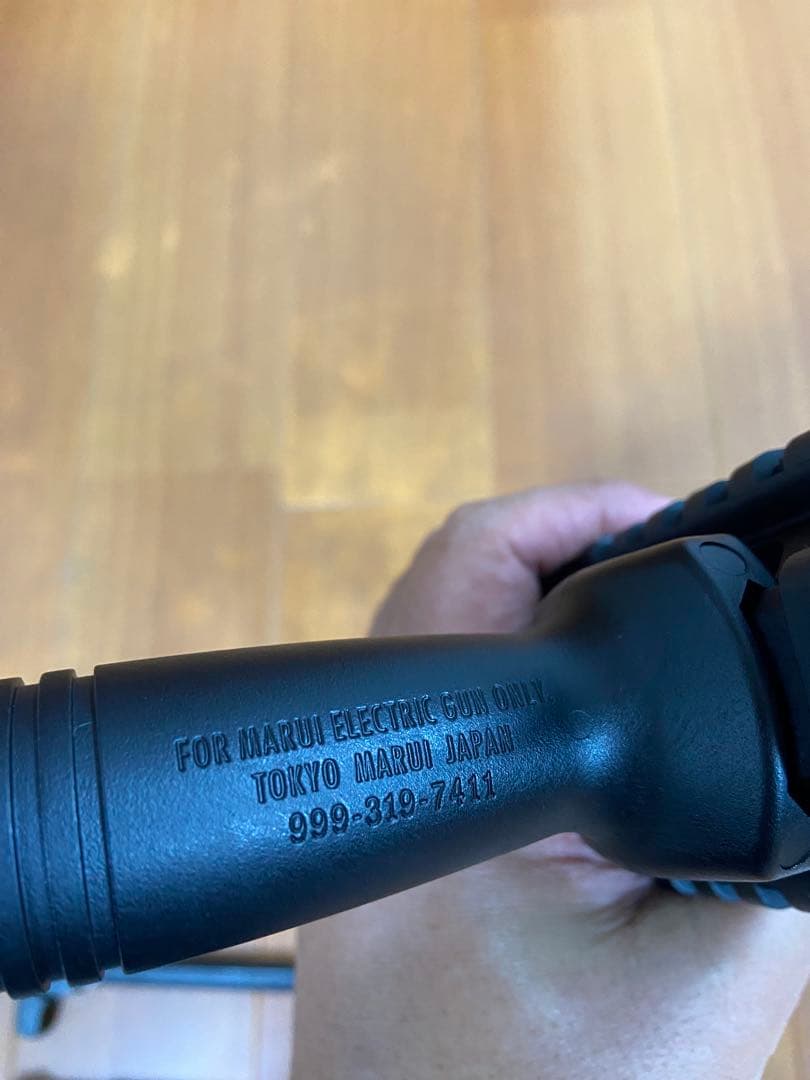 FOR MARUI ELECTRIC GUN ONLY.
TOKYO MARUI JAPAN
999-319-7411